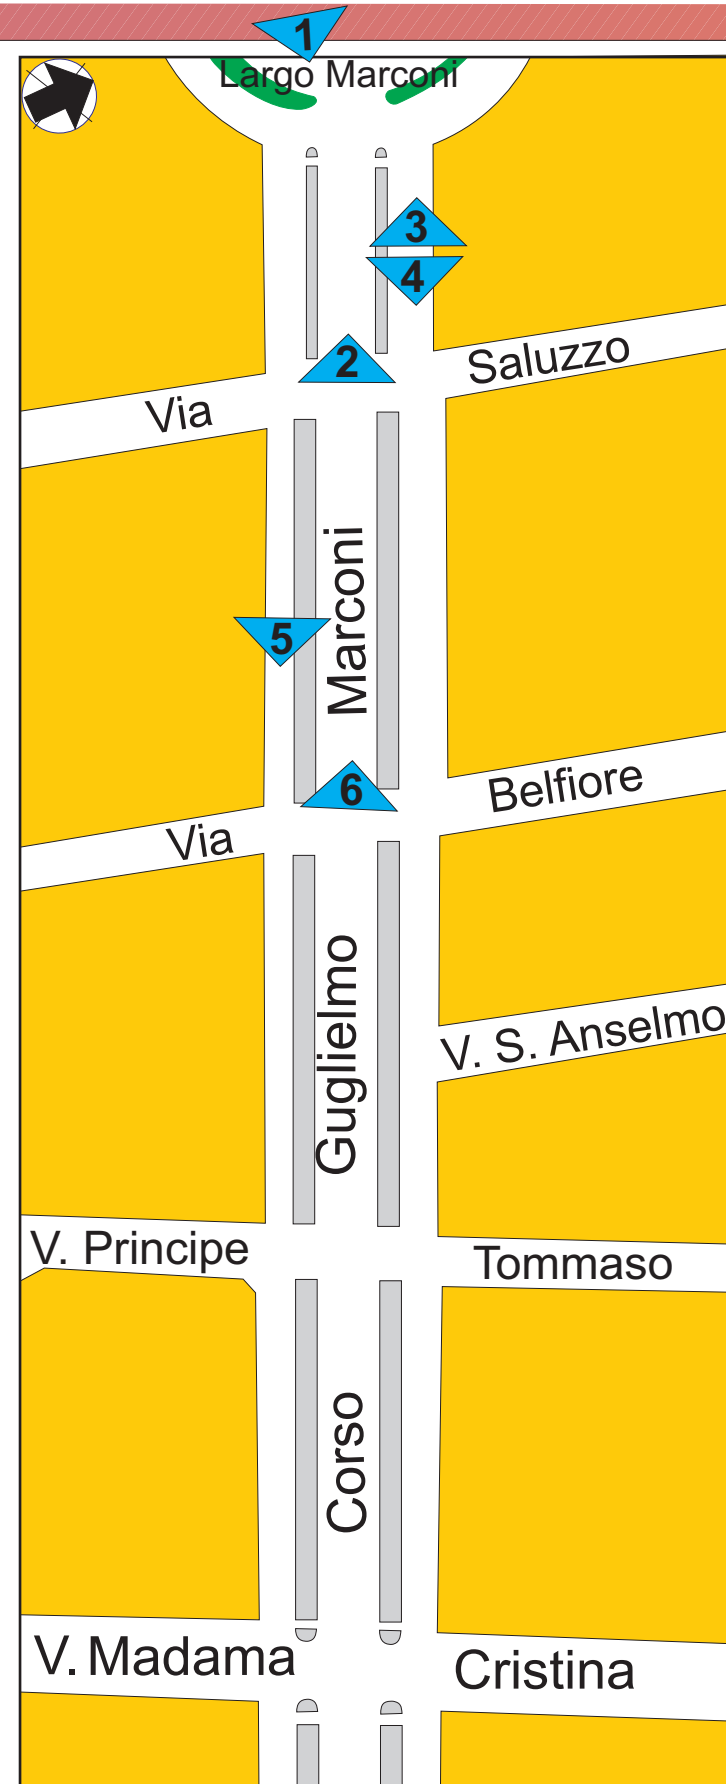 1
Largo Marconi
3
4
2
Via Saluzzo
Marconi
5
6
Via Belfiore
Guglielmo
V. S. Anselmo
V. Principe Tommaso
Corso
V. Madama Cristina